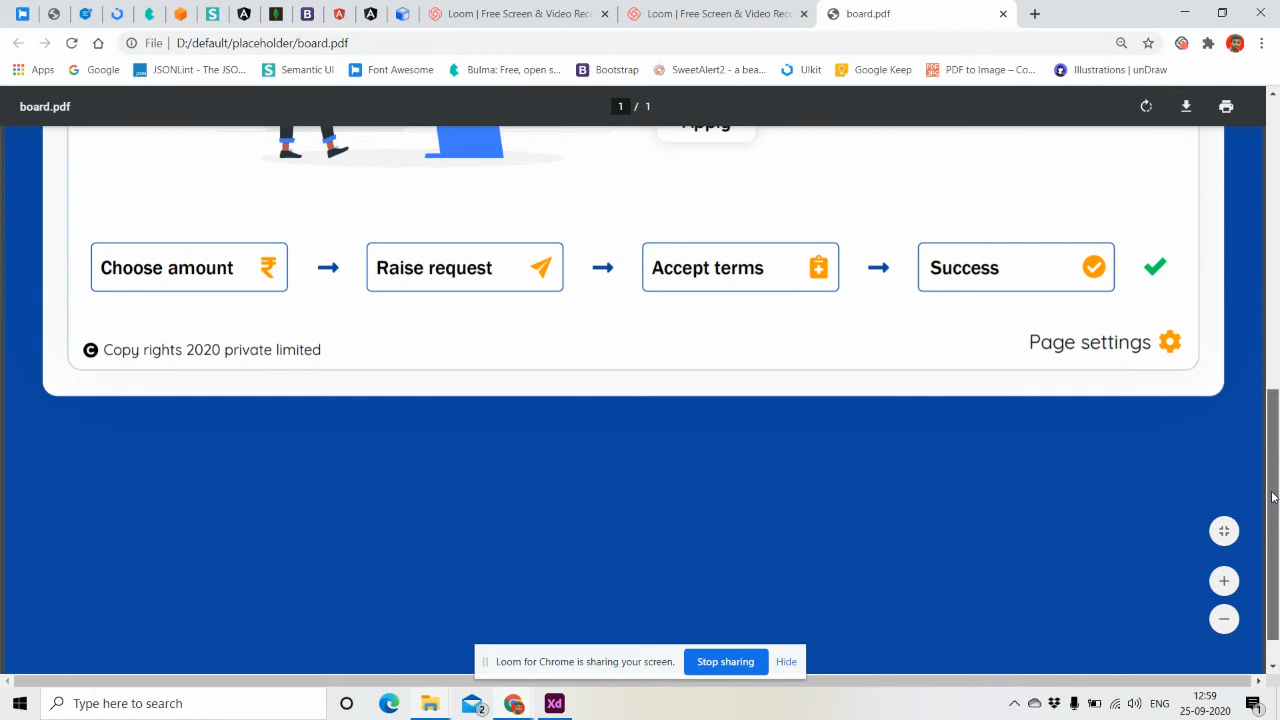 Loom | Free Screen & Video Rec
Loom | Free Screen & Video Rec
board.pdf
File
D:/default/placeholder/board.pdf
Apps
Google
JSONLint - The JSO...
Semantic UI
Font Awesome
Bulma: Free, open s...
Bootstrap
SweetAlert2 - a bea...
UIkit
Google Keep
PDF to Image – Co...
Illustrations | unDraw
board.pdf
1 / 1
Choose amount
Raise request
Accept terms
Success
C Copy rights 2020 private limited
Page settings
Loom for Chrome is sharing your screen.
Stop sharing
Hide
Type here to search
2
Xd
ENG
12:59
25-09-2020
1